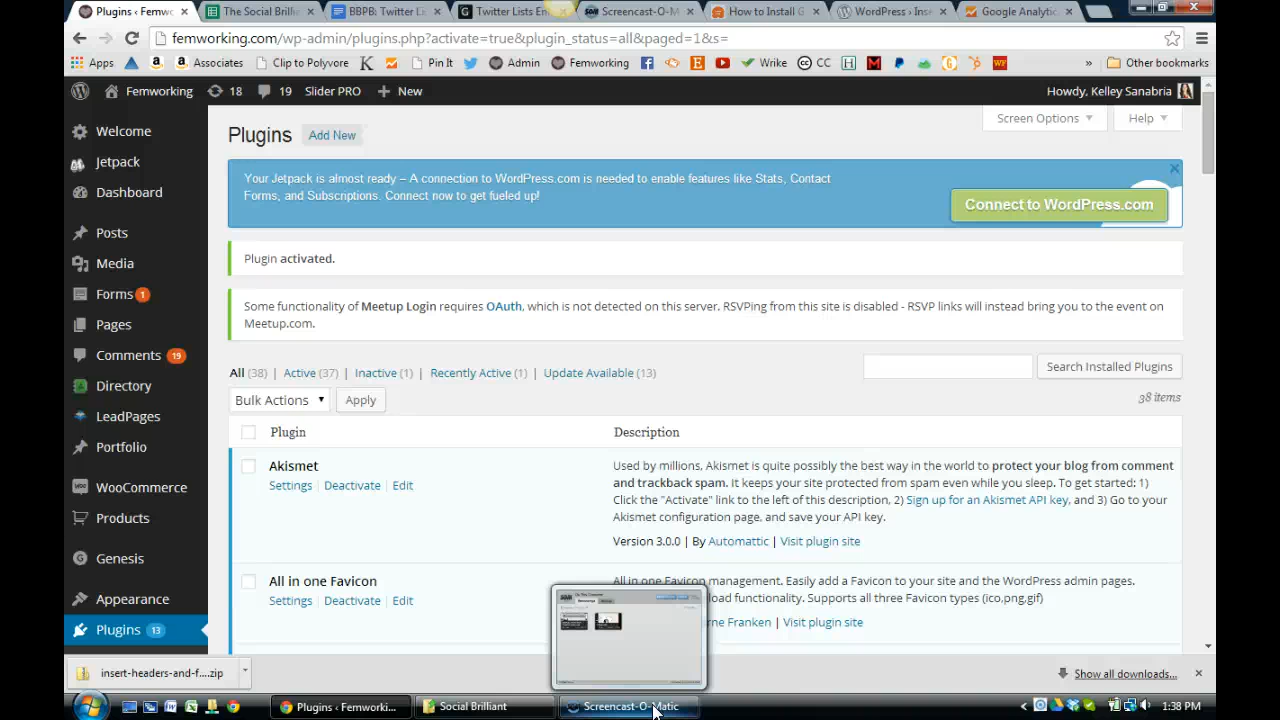 Plugins ‹ Femwo
The Social Brillian
BBPB: Twitter Lis
Twitter Lists En
Screencast-O-M
How to Install G
WordPress › Inse
Google Analytic
femworking.com/wp-admin/plugins.php?activate=true&plugin_status=all&paged=1&s=
Apps
Associates
Clip to Polyvore
Pin It
Admin
Femworking
Wrike
CC
Other bookmarks
Femworking
18
19
Slider PRO
New
Howdy, Kelley Sanabria
Welcome
Jetpack
Dashboard
Posts
Media
Forms 1
Pages
Comments 19
Directory
LeadPages
Portfolio
WooCommerce
Products
Genesis
Appearance
Plugins 13
Screen Options
Help
Plugins Add New
Your Jetpack is almost ready – A connection to WordPress.com is needed to enable features like Stats, Contact
Forms, and Subscriptions. Connect now to get fueled up!
Connect to WordPress.com
Plugin activated.
Some functionality of Meetup Login requires OAuth, which is not detected on this server. RSVPing from this site is disabled - RSVP links will instead bring you to the event on
Meetup.com.
All (38) | Active (37) | Inactive (1) | Recently Active (1) | Update Available (13)
Search Installed Plugins
Bulk Actions
Apply
38 items
Plugin
Description
Akismet
Settings | Deactivate | Edit
Used by millions, Akismet is quite possibly the best way in the world to protect your blog from comment
and trackback spam. It keeps your site protected from spam even while you sleep. To get started: 1)
Click the "Activate" link to the left of this description, 2) Sign up for an Akismet API key, and 3) Go to your
Akismet configuration page, and save your API key.
Version 3.0.0 | By Automattic | Visit plugin site
All in one Favicon
Settings | Deactivate | Edit
All in one Favicon management. Easily add a Favicon to your site and the WordPress admin pages.
load functionality. Supports all three Favicon types (ico,png,gif)
rne Franken | Visit plugin site
insert-headers-and-f....zip
Show all downloads...
Plugins ‹ Femworki...
Social Brilliant
Screencast-O-Matic
1:38 PM